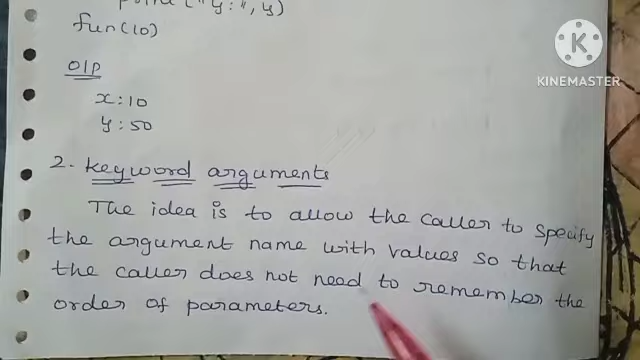 print("y:", y)
fun(10)
O/P
x:10
y:50
2. Keyword arguments
The idea is to allow the caller to specify
the argument name with values so that
the caller does not need to remember the
order of parameters.
KINEMASTER